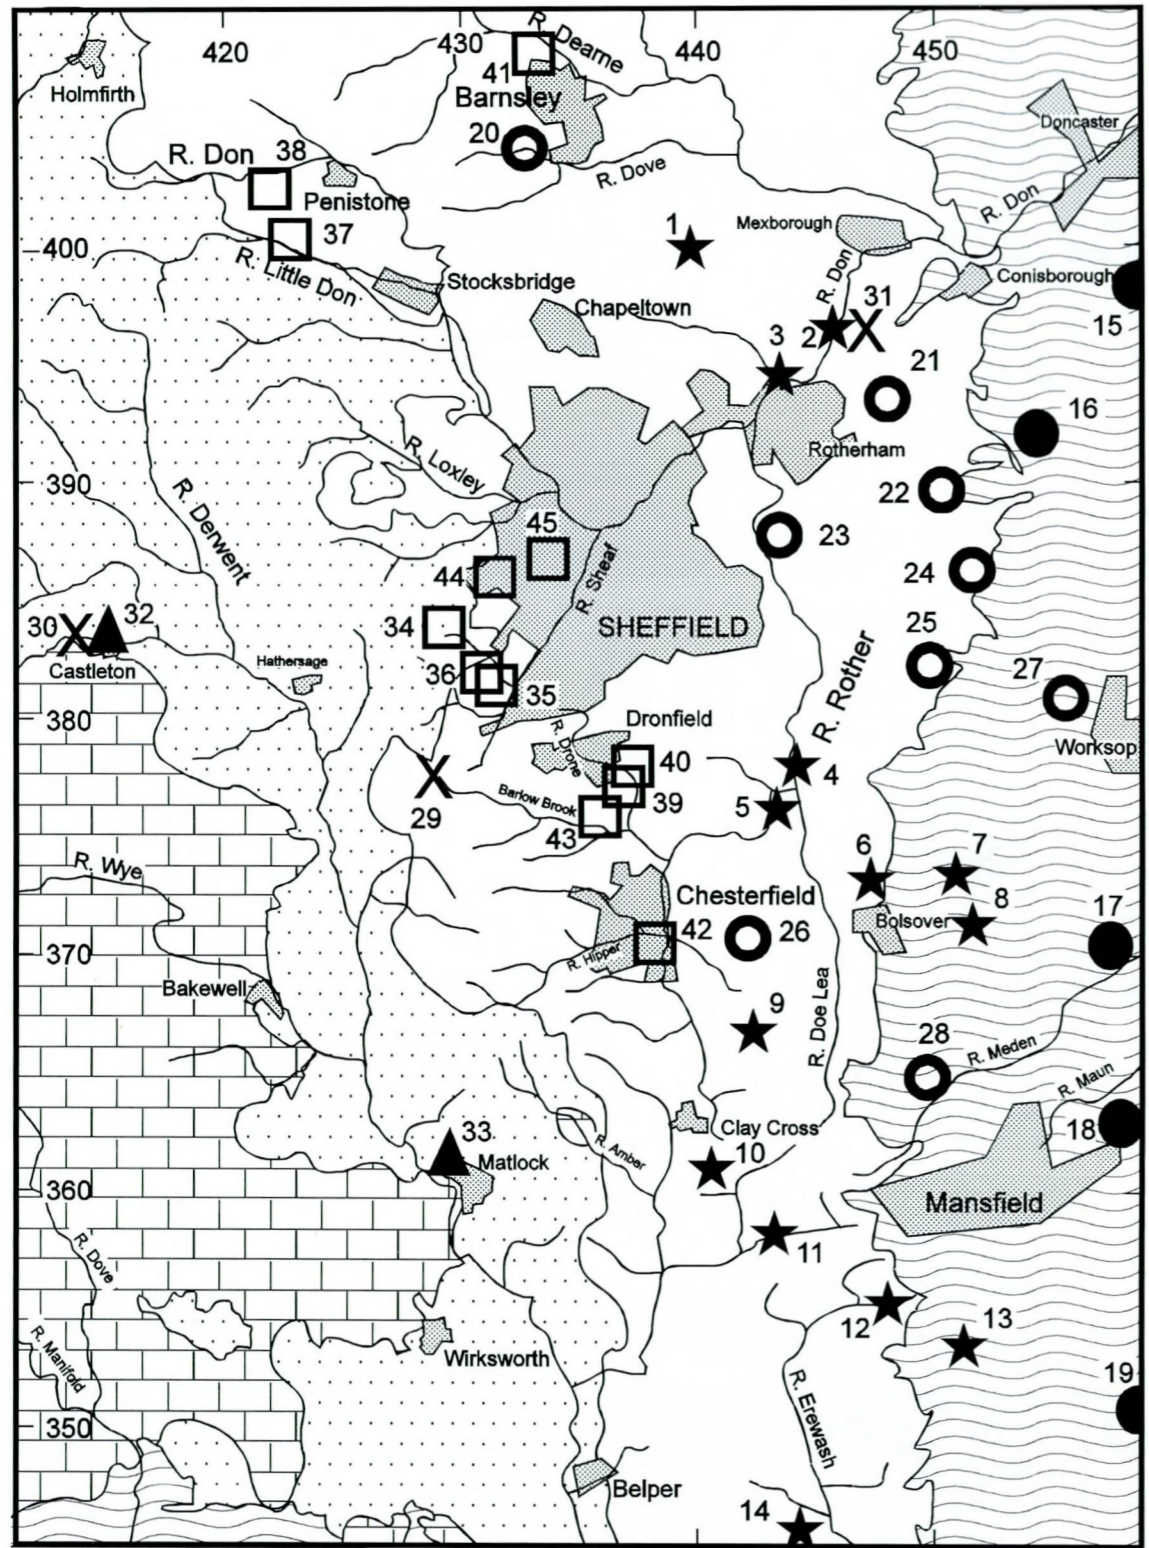 420
430
440
450
R. Dearne
41
Holmfirth
Barnsley
Doncaster
20
R. Don
38
R. Dove
Penistone
R. Don
1
Mexborough
400
37
R. Little Don
Stocksbridge
R. Don
Conisborough
Chapeltown
31
15
3
2
21
16
Rotherham
R. Loxley
390
R. Derwent
22
45
23
44
R. Sheaf
24
30
32
34
SHEFFIELD
25
Castleton
Hathersage
36
27
35
R. Rother
380
Dronfield
R. Drone
Worksop
40
4
Barlow Brook
39
29
5
43
6
7
R. Wye
Chesterfield
8
17
Bolsover
42
26
370
R. Hipper
Bakewell
R. Doe Lea
9
28
R. Meden
R. Maun
33
Clay Cross
18
R. Amber
Matlock
10
360
Mansfield
R. Dove
11
12
13
R. Manifold
Wirksworth
19
R. Erewash
350
Belper
14